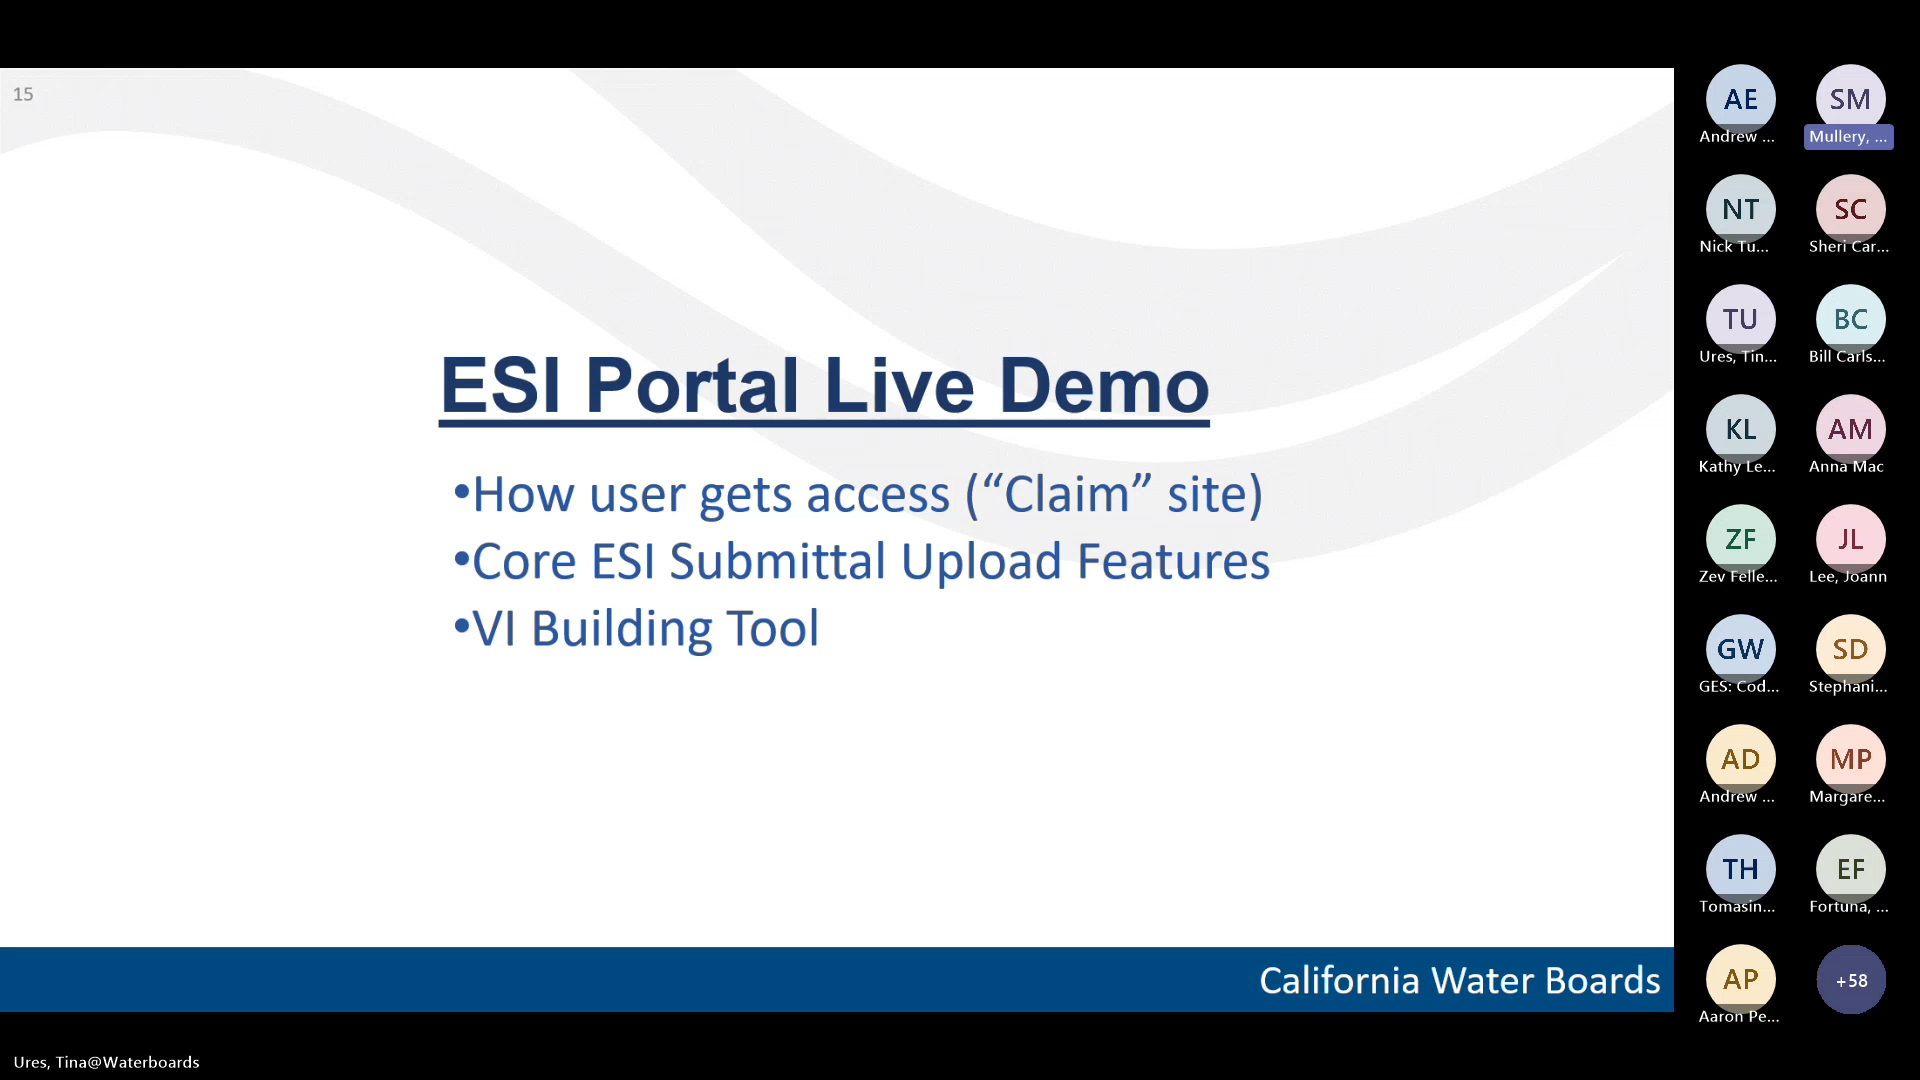 15
ESI Portal Live Demo
•How user gets access (“Claim” site)
•Core ESI Submittal Upload Features
•VI Building Tool
California Water Boards
Ures, Tina@Waterboards
AE
Andrew ...
SM
Mullery, ...
NT
Nick Tu...
SC
Sheri Car...
TU
Ures, Tin...
BC
Bill Carls...
KL
Kathy Le...
AM
Anna Mac
ZF
Zev Felle...
JL
Lee, Joann
GW
GES: Cod...
SD
Stephani...
AD
Andrew ...
MP
Margare...
TH
Tomasin...
EF
Fortuna, ...
AP
Aaron Pe...
+58